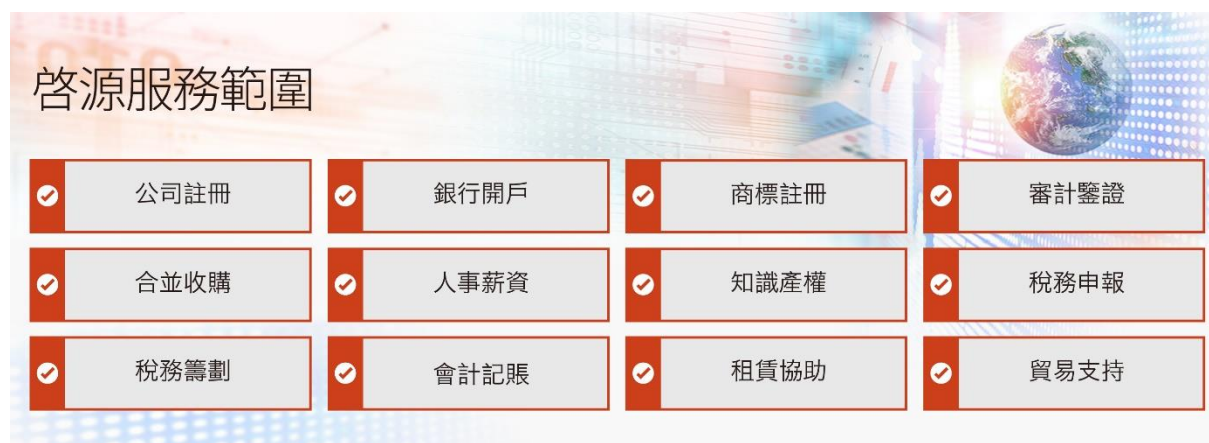 啓源服務範圍
公司註冊
銀行開戶
商標註冊
審計鑒證
合並收購
人事薪資
知識產權
稅務申報
稅務籌劃
會計記賬
租賃協助
貿易支持